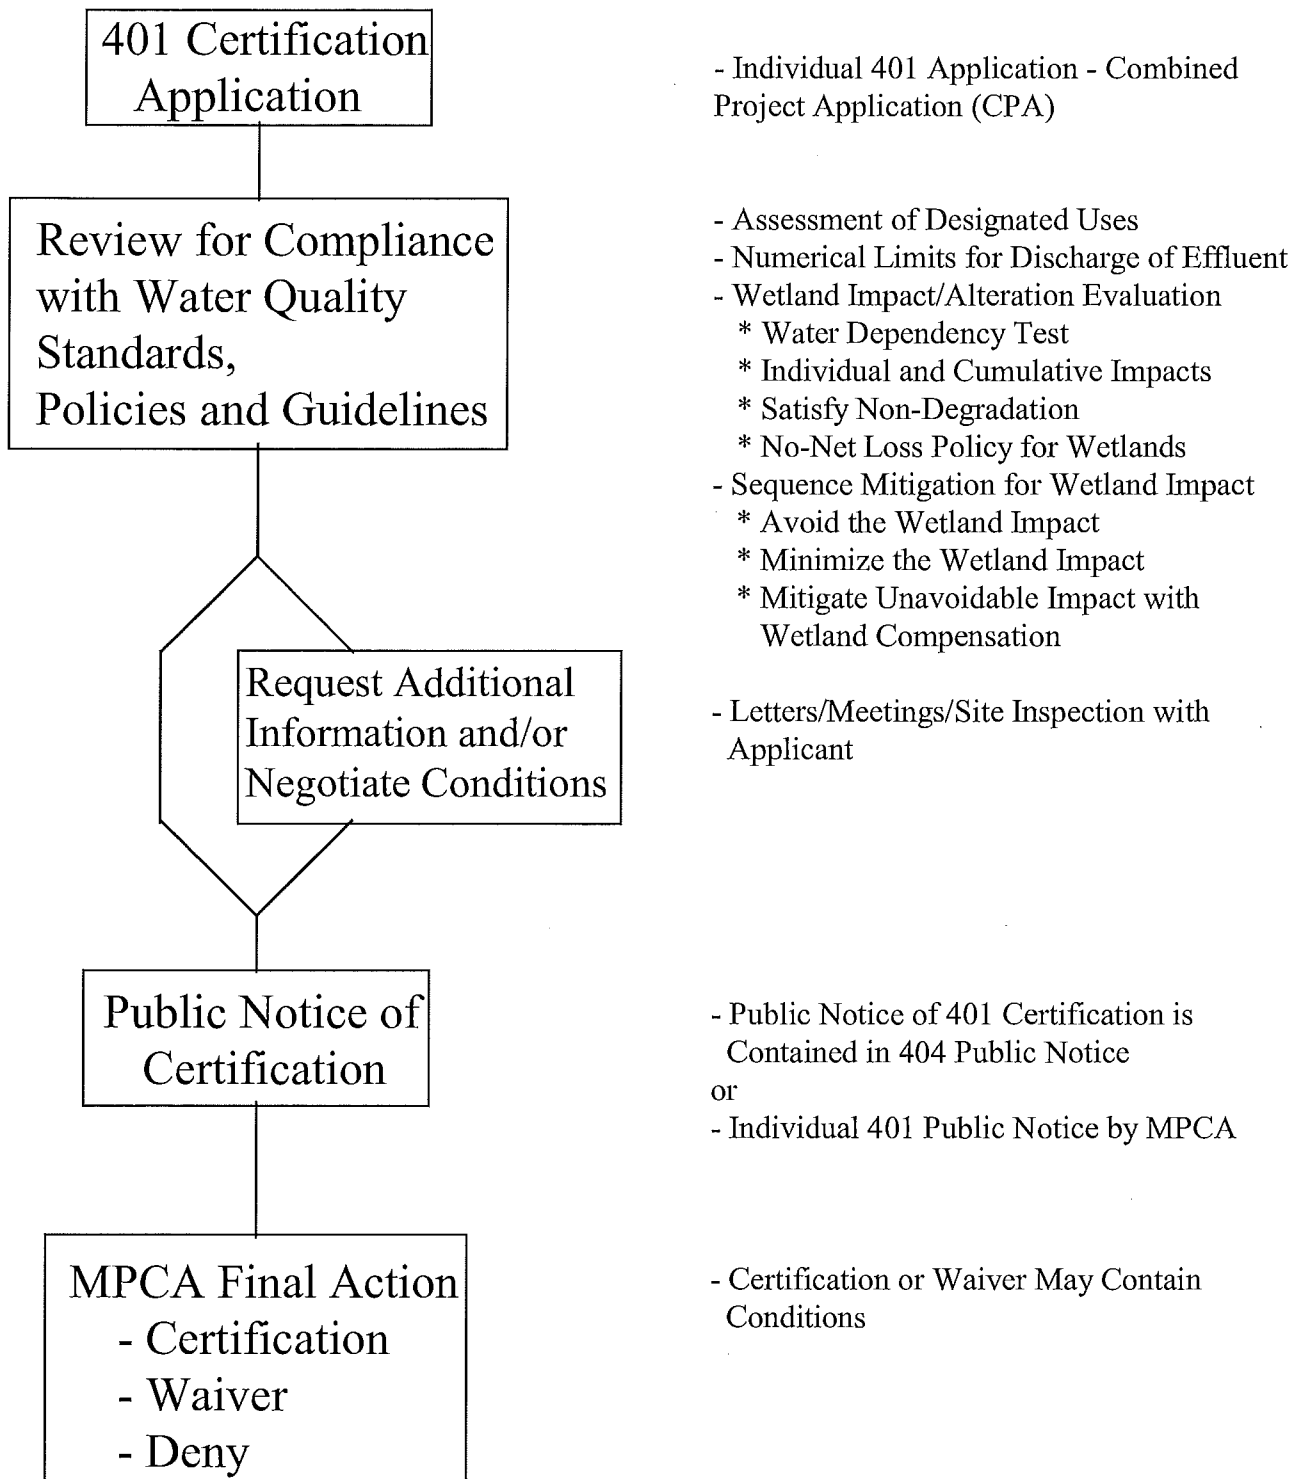 401 Certification
Application
- Individual 401 Application - Combined
Project Application (CPA)
Review for Compliance
with Water Quality
Standards,
Policies and Guidelines
- Assessment of Designated Uses
- Numerical Limits for Discharge of Effluent
- Wetland Impact/Alteration Evaluation
* Water Dependency Test
* Individual and Cumulative Impacts
* Satisfy Non-Degradation
* No-Net Loss Policy for Wetlands
- Sequence Mitigation for Wetland Impact
* Avoid the Wetland Impact
* Minimize the Wetland Impact
* Mitigate Unavoidable Impact with
Wetland Compensation
Request Additional
Information and/or
Negotiate Conditions
- Letters/Meetings/Site Inspection with
Applicant
Public Notice of
Certification
- Public Notice of 401 Certification is
Contained in 404 Public Notice
or
- Individual 401 Public Notice by MPCA
MPCA Final Action
- Certification
- Waiver
- Deny
- Certification or Waiver May Contain
Conditions